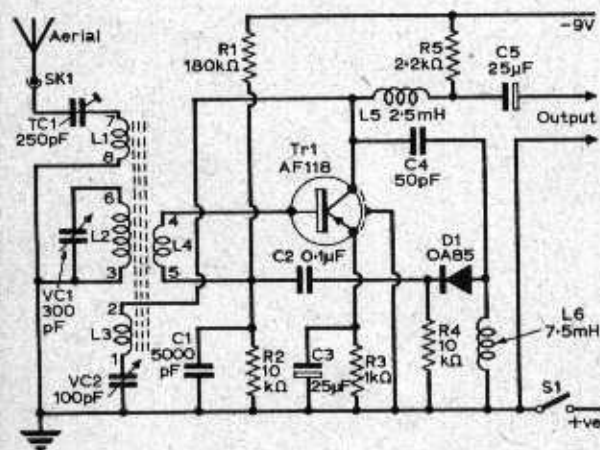 Aerial
SK1
TC1
250pF
7
L1
8
6
L2
3
VC1
300
pF
2
L3
1
VC2
100pF
4
L4
5
R1
180kΩ
Tr1
AF118
C2 0·1µF
C1
5000
pF
R2
10
kΩ
C3
25µF
R3
1kΩ
L5 2·5mH
R5
2·2kΩ
C5
25µF
-9V
Output
C4
50pF
D1
OA85
R4
10
kΩ
L6
7·5mH
S1
+ve